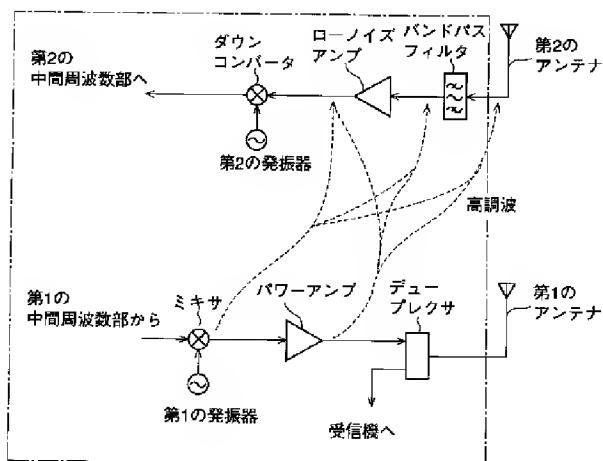 ダウン
コンバータ
ローノイズ
アンプ
バンドパス
フィルタ
第2の
アンテナ
第2の
中間周波数部へ
第2の発振器
高調波
第1の
中間周波数部から
ミキサ
パワーアンプ
デュー
プレクサ
第1の
アンテナ
第1の発振器
受信機へ